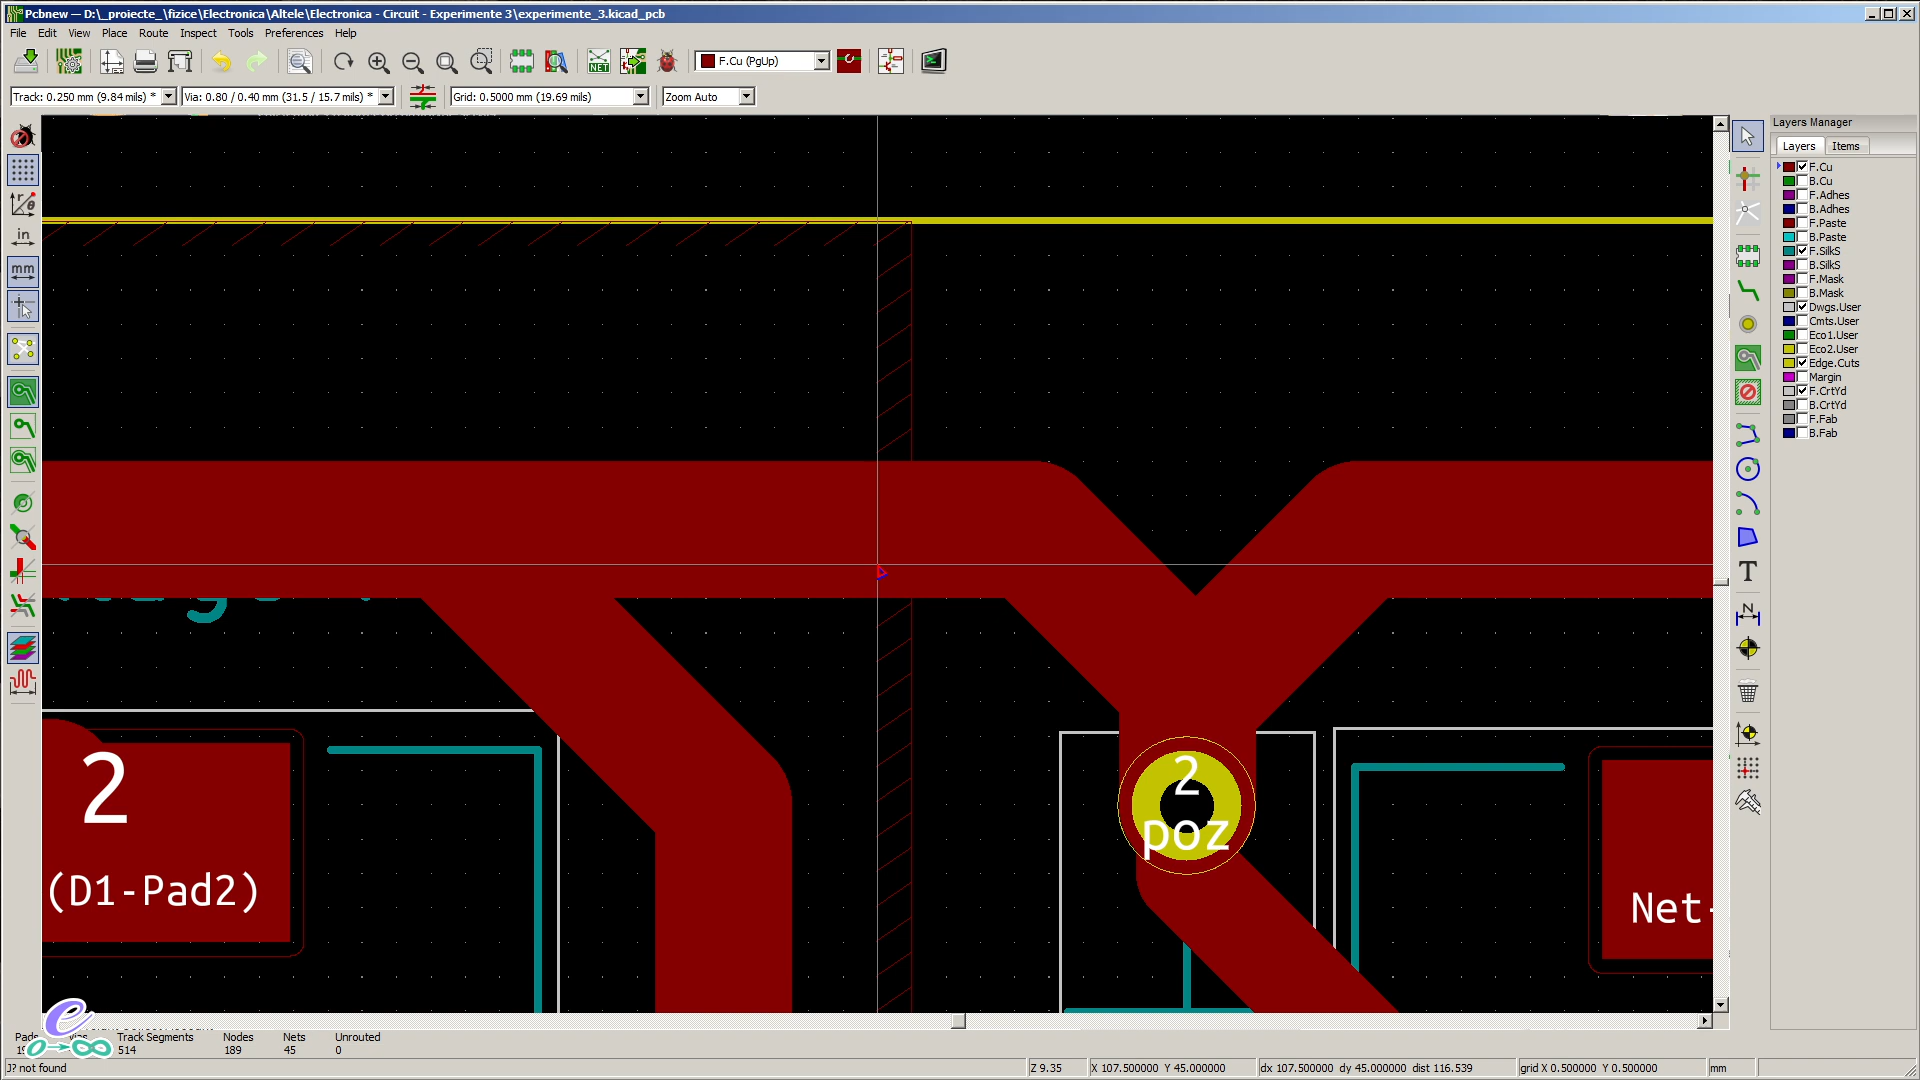 Pcbnew — D:\_proiecte_\fizice\Electronica\Altele\Electronica - Circuit - Experimente 3\experimente_3.kicad_pcb
File Edit View Place Route Inspect Tools Preferences Help
NET
F.Cu (PgUp)
Track: 0.250 mm (9.84 mils) * Via: 0.80 / 0.40 mm (31.5 / 15.7 mils) * Grid: 0.5000 mm (19.69 mils) Zoom Auto
Layers Manager
Layers Items
F.Cu
B.Cu
F.Adhes
B.Adhes
F.Paste
B.Paste
F.SilkS
B.SilkS
F.Mask
B.Mask
Dwgs.User
Cmts.User
Eco1.User
Eco2.User
Edge.Cuts
Margin
F.CrtYd
B.CrtYd
F.Fab
B.Fab
in
mm
T
N
2
(D1-Pad2)
2
poz
Net-
Pads Track Segments Nodes Nets Unrouted
514 189 45 0
J? not found Z 9.35 X 107.500000 Y 45.000000 dx 107.500000 dy 45.000000 dist 116.539 grid X 0.500000 Y 0.500000 mm